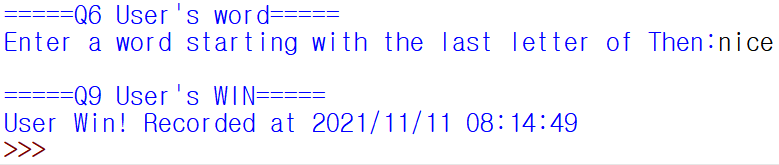 =====Q6 User's word=====
Enter a word starting with the last letter of Then:nice
=====Q9 User's WIN=====
User Win! Recorded at 2021/11/11 08:14:49
>>>